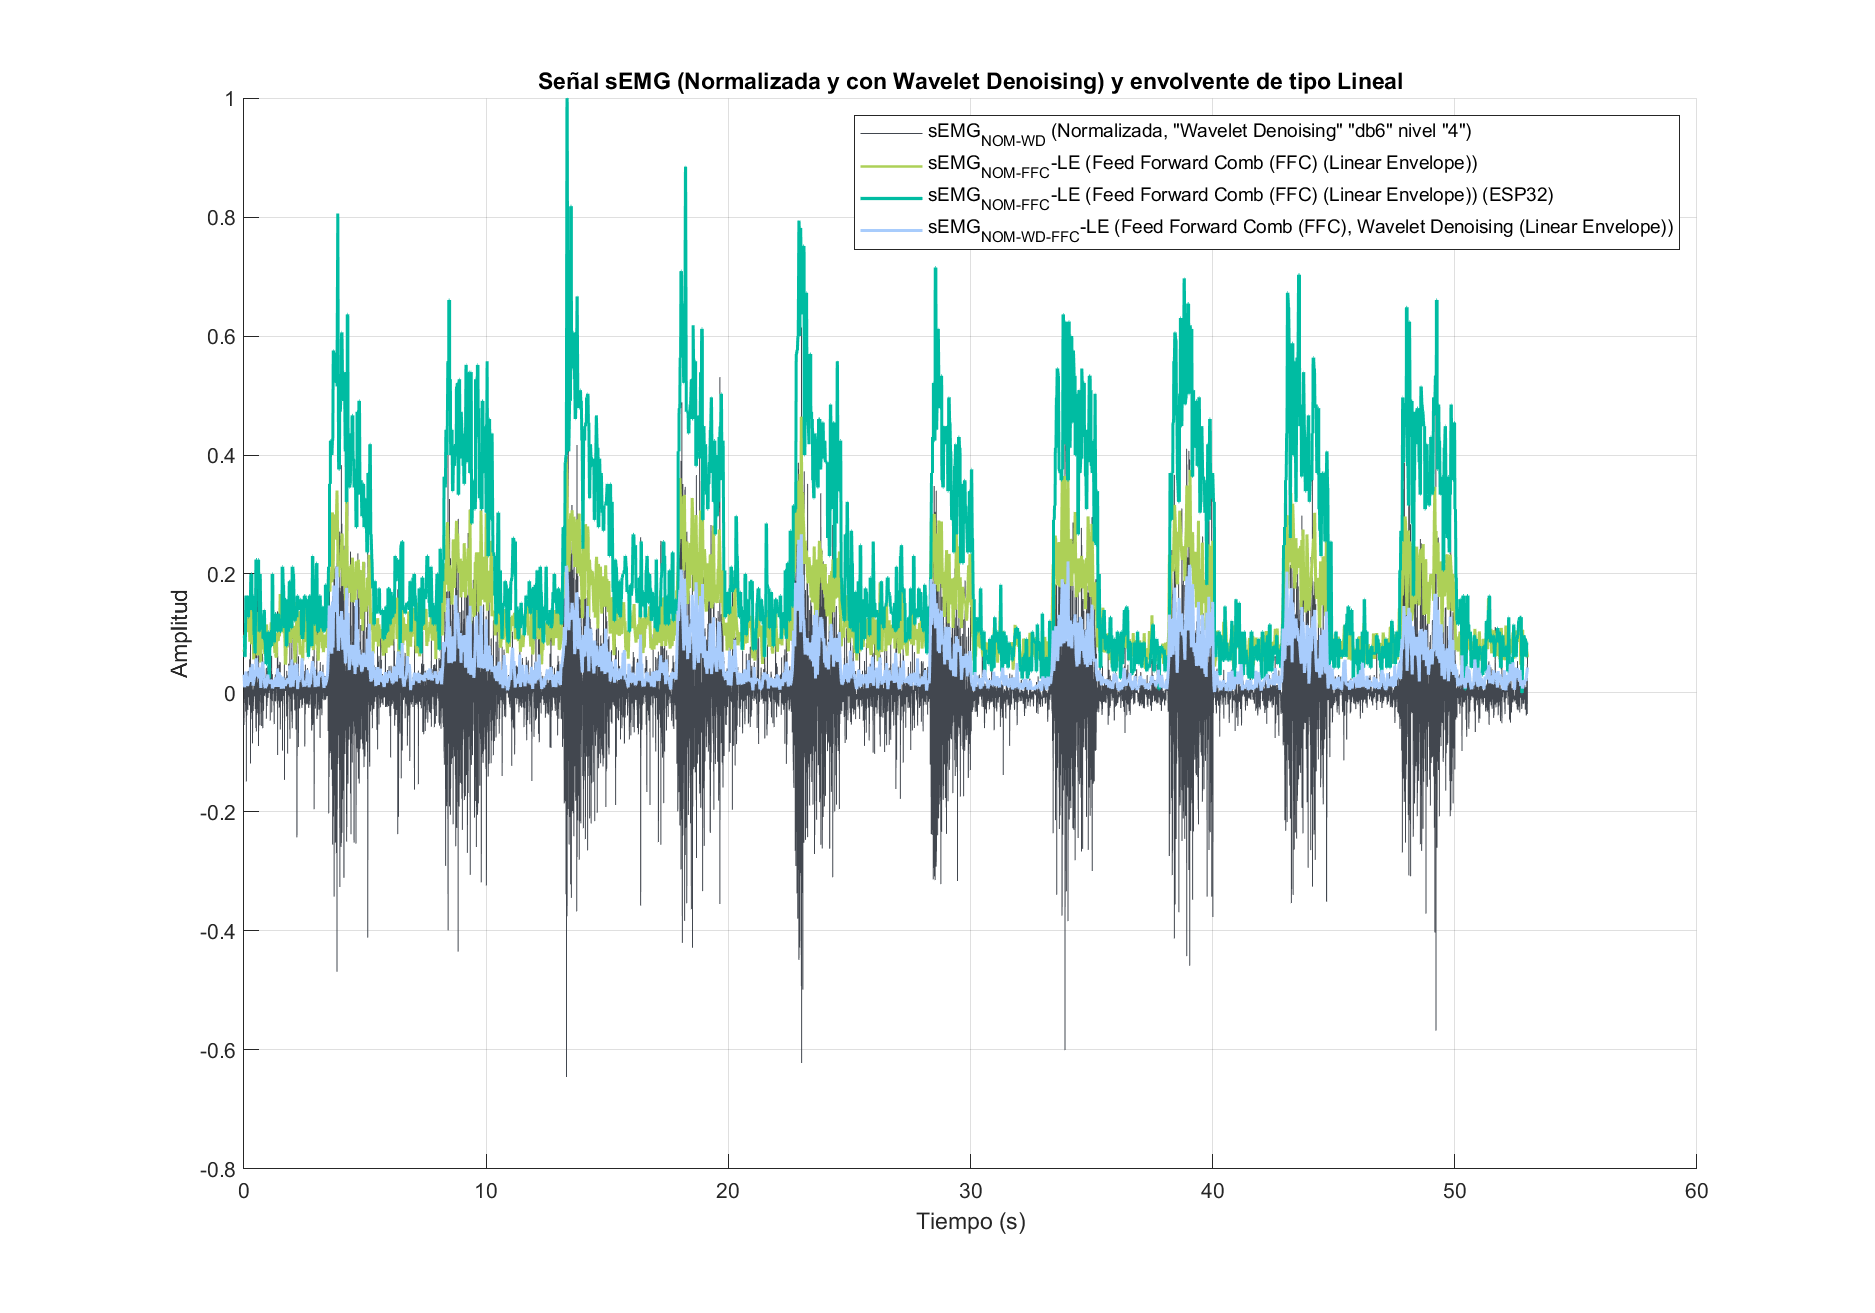 Señal sEMG (Normalizada y con Wavelet Denoising) y envolvente de tipo Lineal
sEMG_NOM-WD (Normalizada, "Wavelet Denoising" "db6" nivel "4")
sEMG_NOM-FFC-LE (Feed Forward Comb (FFC) (Linear Envelope))
sEMG_NOM-FFC-LE (Feed Forward Comb (FFC) (Linear Envelope)) (ESP32)
sEMG_NOM-WD-FFC-LE (Feed Forward Comb (FFC), Wavelet Denoising (Linear Envelope))
Amplitud
1
0.8
0.6
0.4
0.2
0
-0.2
-0.4
-0.6
-0.8
0 10 20 30 40 50 60
Tiempo (s)